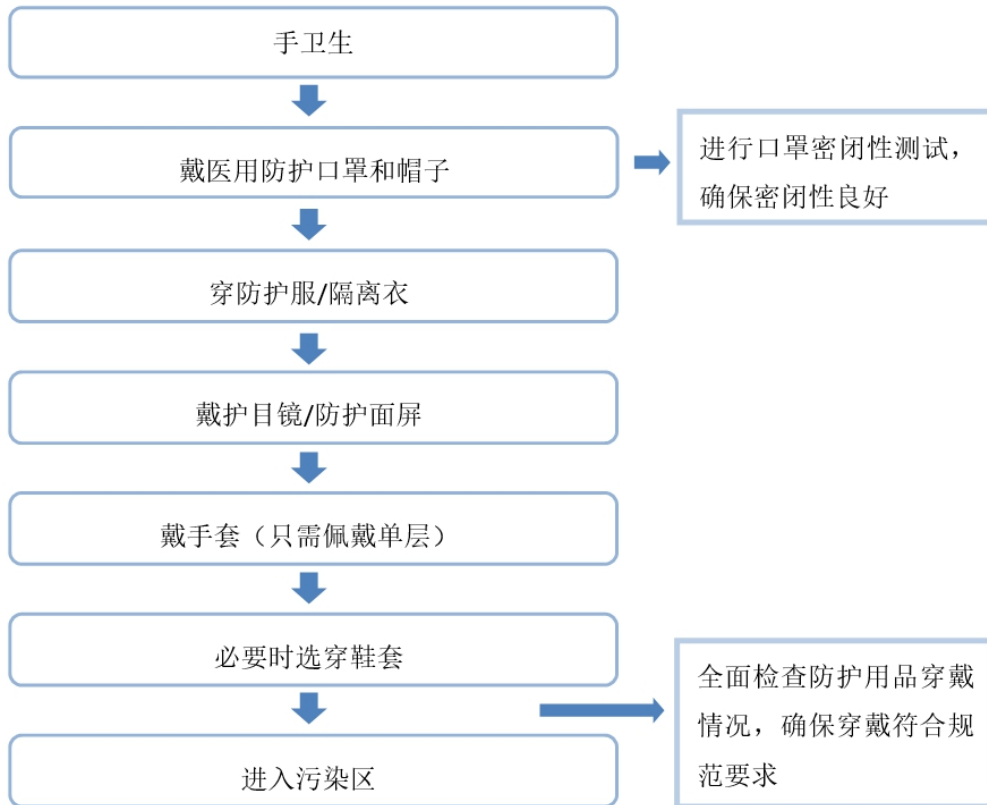 手卫生
戴医用防护口罩和帽子
进行口罩密闭性测试，
确保密闭性良好
穿防护服/隔离衣
戴护目镜/防护面屏
戴手套（只需佩戴单层）
必要时选穿鞋套
全面检查防护用品穿戴
情况，确保穿戴符合规
范要求
进入污染区